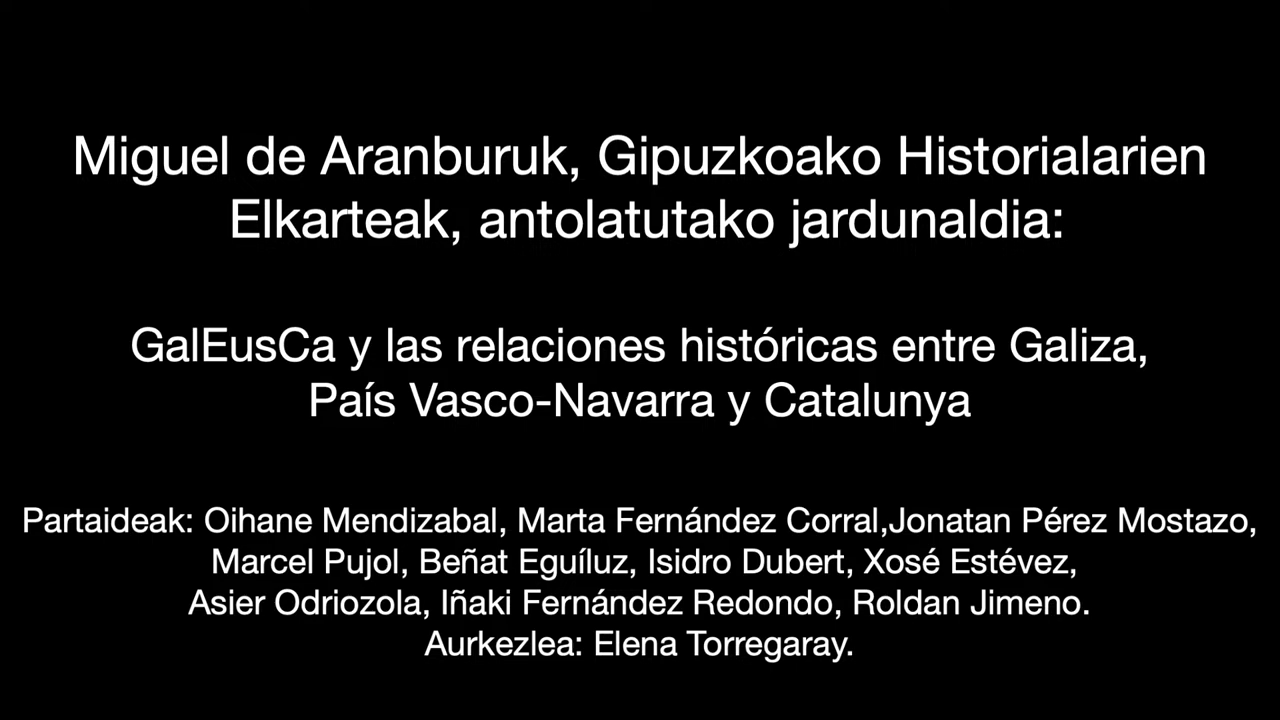 Miguel de Aranburuk, Gipuzkoako Historialarien
Elkarteak, antolatutako jardunaldia:
GalEusCa y las relaciones históricas entre Galiza,
País Vasco-Navarra y Catalunya
Partaideak: Oihane Mendizabal, Marta Fernández Corral,Jonatan Pérez Mostazo,
Marcel Pujol, Beñat Eguíluz, Isidro Dubert, Xosé Estévez,
Asier Odriozola, Iñaki Fernández Redondo, Roldan Jimeno.
Aurkezlea: Elena Torregaray.